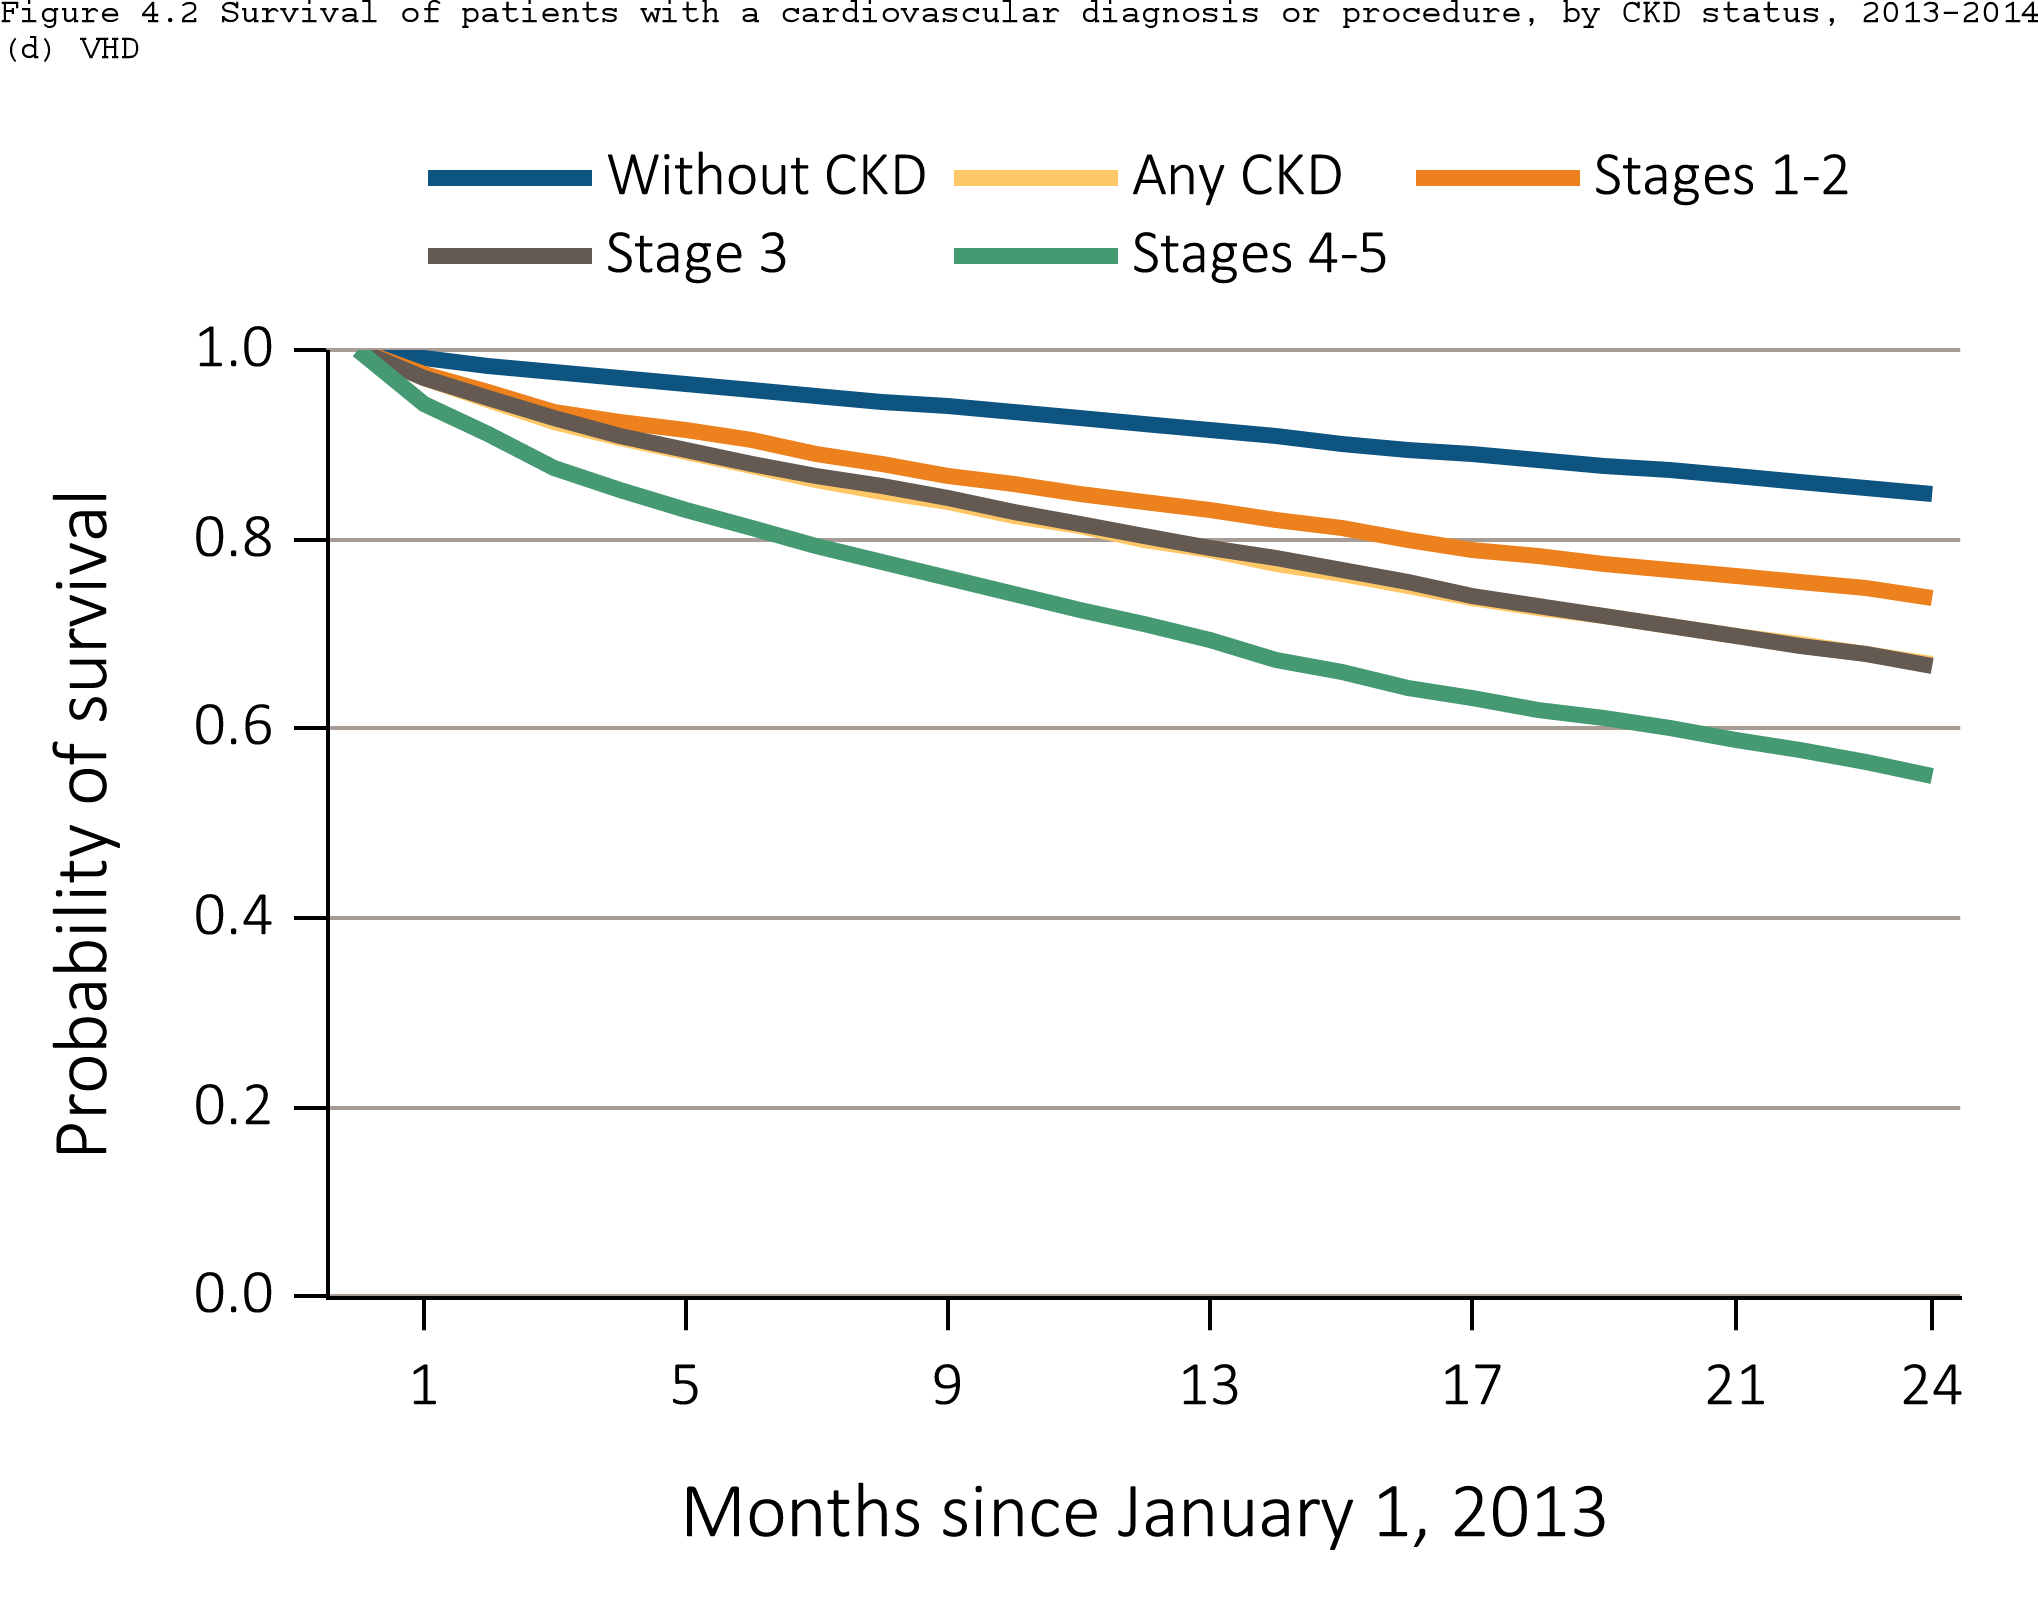 Figure 4.2 Survival of patients with a cardiovascular diagnosis or procedure, by CKD status, 2013-2014
(d) VHD
Without CKD Any CKD Stages 1-2
Stage 3 Stages 4-5
1.0
0.8
0.6
0.4
0.2
0.0
Probability of survival
1 5 9 13 17 21 24
Months since January 1, 2013